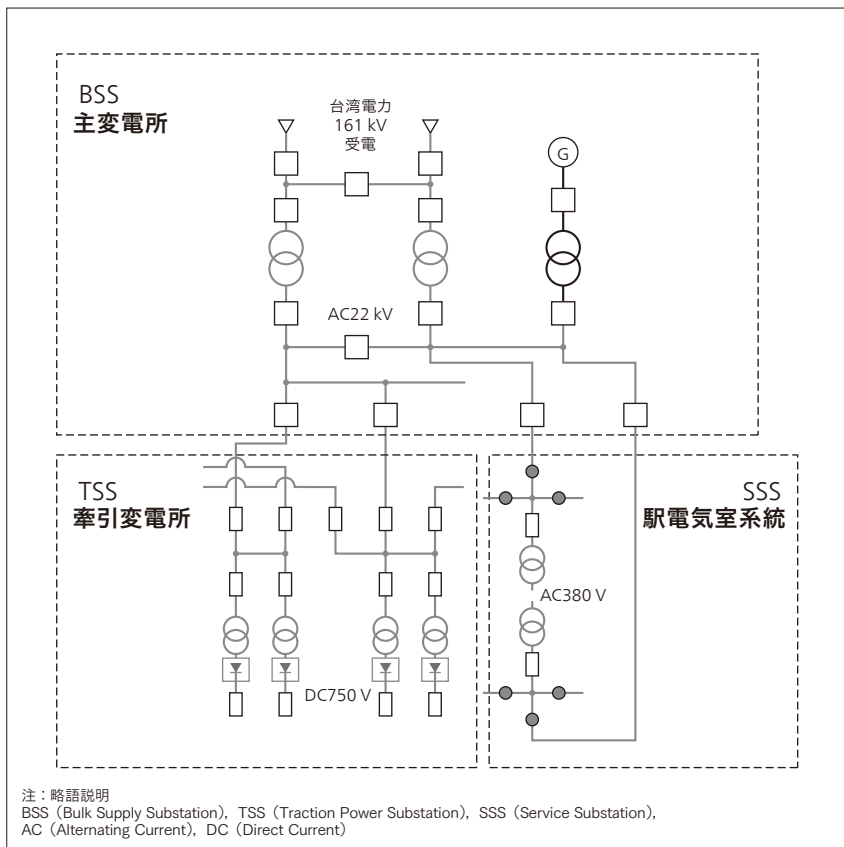 BSS
主変電所
台湾電力
161 kV
受電
G
AC22 kV
TSS
牽引変電所
SSS
駅電気室系統
AC380 V
DC750 V
注：略語説明
BSS（Bulk Supply Substation），TSS（Traction Power Substation），SSS（Service Substation），
AC（Alternating Current），DC（Direct Current）